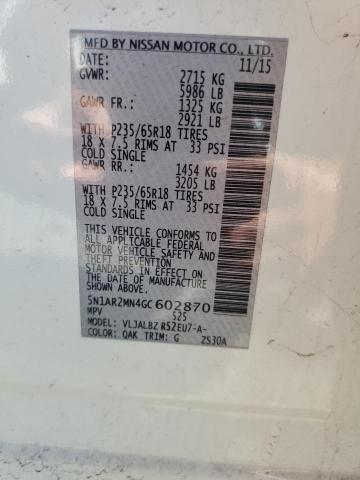 MFD BY NISSAN MOTOR CO., LTD.
DATE: 11/15
GVWR: 2715 KG
5986 LB
GAWR FR.: 1325 KG
2921 LB
WITH P235/65R18 TIRES
18 X 7.5 RIMS AT 33 PSI
COLD SINGLE
GAWR RR.: 1454 KG
3205 LB
WITH P235/65R18 TIRES
18 X 7.5 RIMS AT 33 PSI
COLD SINGLE
THIS VEHICLE CONFORMS TO
ALL APPLICABLE FEDERAL
MOTOR VEHICLE SAFETY AND
THEFT PREVENTION
STANDARDS IN EFFECT
ON THE DATE OF
MANUFACTURE SHOWN ABOVE.
5N1AR2MN4GC602870
MPV 525
MODEL: VLJALBZ R52EU7-A-
COLOR: QAK TRIM: G ZS30A